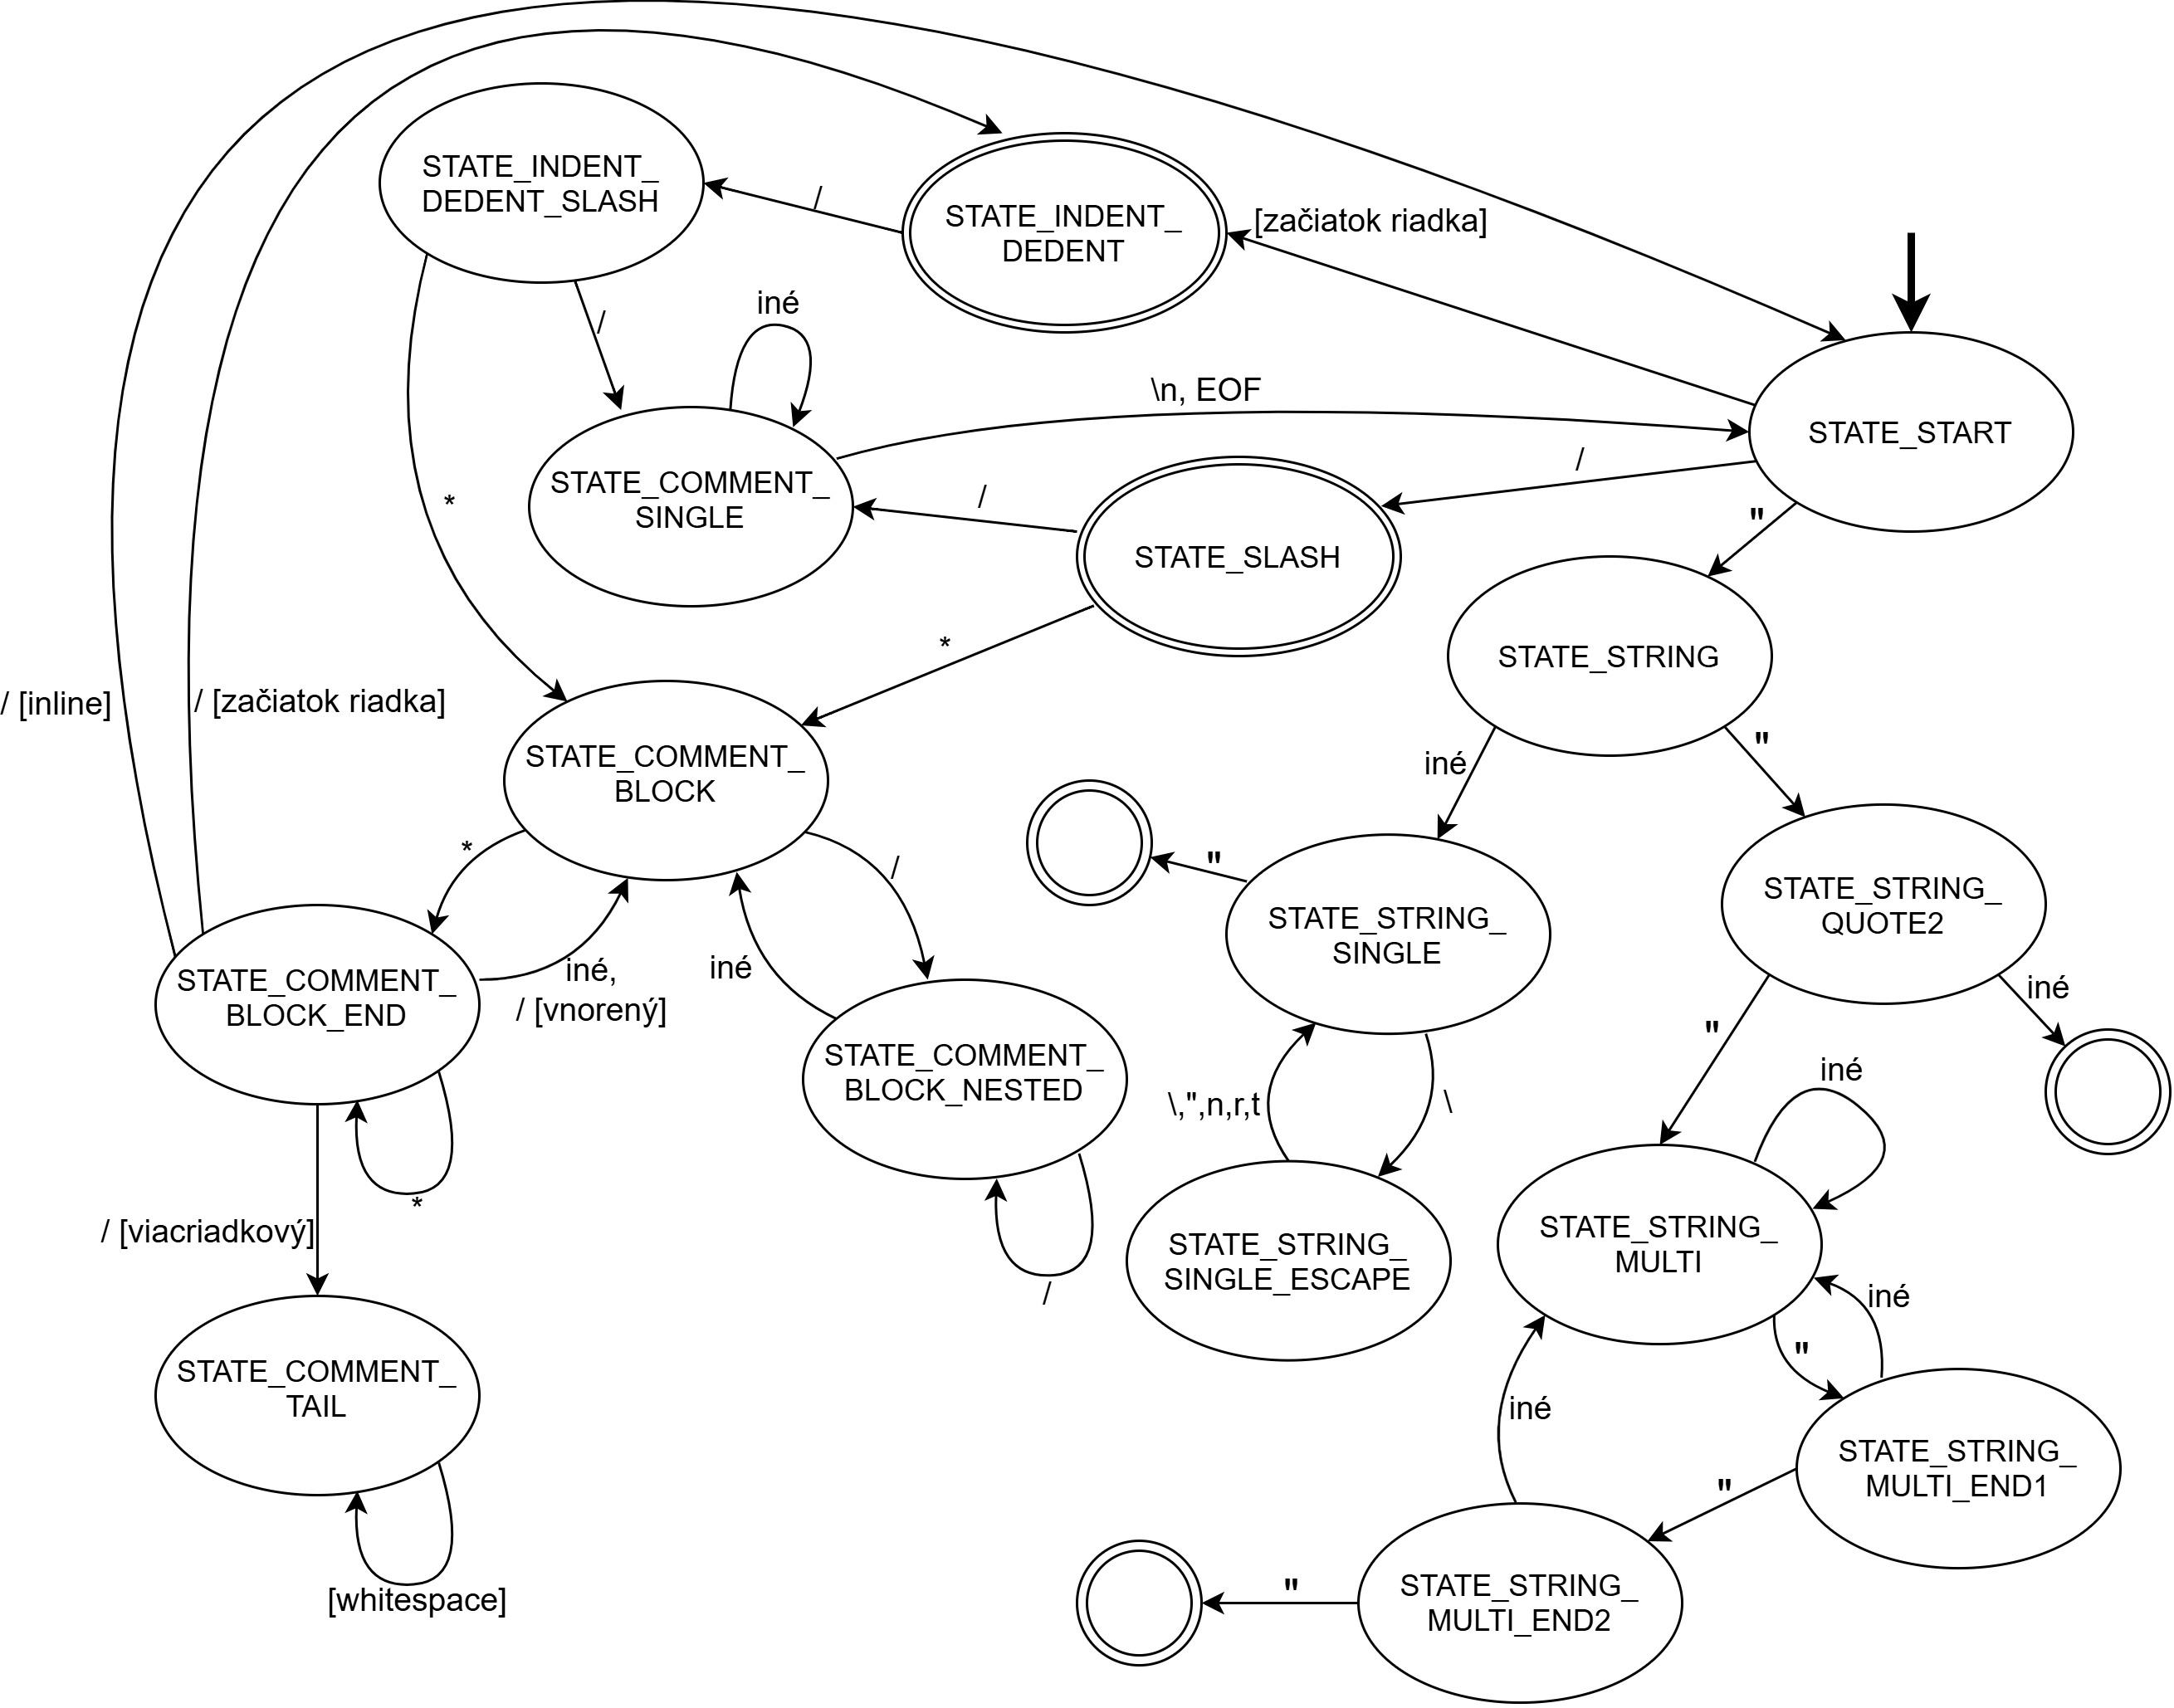 STATE_INDENT_
DEDENT_SLASH
/
STATE_INDENT_
DEDENT
[začiatok riadka]
iné
/
\n, EOF
STATE_START
STATE_COMMENT_
SINGLE
*
/
/
"
STATE_SLASH
*
STATE_STRING
/ [inline]
/ [začiatok riadka]
STATE_COMMENT_
BLOCK
iné
"
*
/
"
STATE_STRING_
SINGLE
STATE_STRING_
QUOTE2
STATE_COMMENT_
BLOCK_END
iné,
/ [vnorený]
iné
iné
"
STATE_COMMENT_
BLOCK_NESTED
\,",n,r,t
\
iné
*
/ [viacriadkový]
/
STATE_STRING_
SINGLE_ESCAPE
STATE_STRING_
MULTI
iné
"
STATE_COMMENT_
TAIL
iné
STATE_STRING_
MULTI_END1
"
[whitespace]
"
STATE_STRING_
MULTI_END2